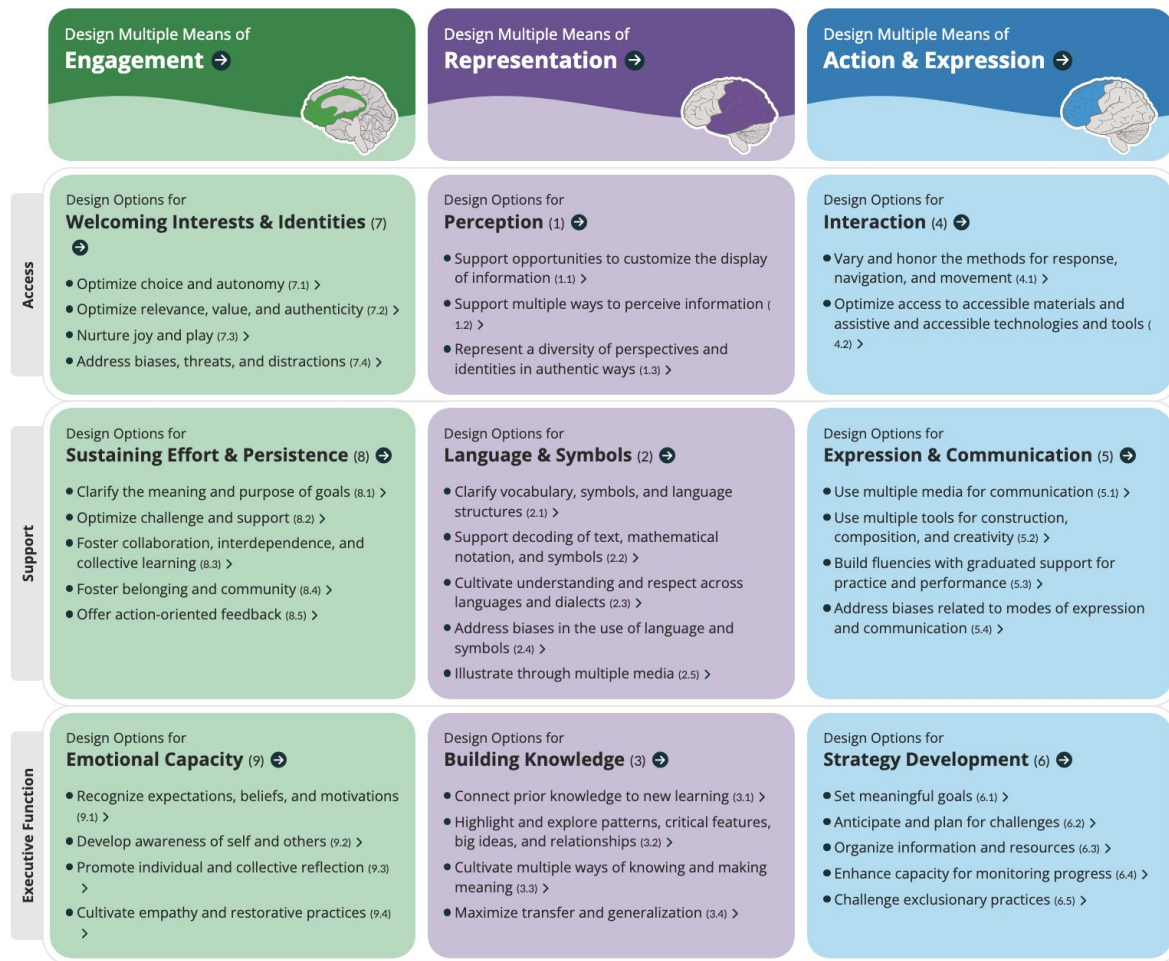 Design Multiple Means of
Engagement
Design Multiple Means of
Representation
Design Multiple Means of
Action & Expression
Access
Design Options for
Welcoming Interests & Identities (7)
Optimize choice and autonomy (7.1)
Optimize relevance, value, and authenticity (7.2)
Nurture joy and play (7.3)
Address biases, threats, and distractions (7.4)
Design Options for
Perception (1)
Support opportunities to customize the display
of information (1.1)
Support multiple ways to perceive information (
1.2)
Represent a diversity of perspectives and
identities in authentic ways (1.3)
Design Options for
Interaction (4)
Vary and honor the methods for response,
navigation, and movement (4.1)
Optimize access to accessible materials and
assistive and accessible technologies and tools (
4.2)
Support
Design Options for
Sustaining Effort & Persistence (8)
Clarify the meaning and purpose of goals (8.1)
Optimize challenge and support (8.2)
Foster collaboration, interdependence, and
collective learning (8.3)
Foster belonging and community (8.4)
Offer action-oriented feedback (8.5)
Design Options for
Language & Symbols (2)
Clarify vocabulary, symbols, and language
structures (2.1)
Support decoding of text, mathematical
notation, and symbols (2.2)
Cultivate understanding and respect across
languages and dialects (2.3)
Address biases in the use of language and
symbols (2.4)
Illustrate through multiple media (2.5)
Design Options for
Expression & Communication (5)
Use multiple media for communication (5.1)
Use multiple tools for construction,
composition, and creativity (5.2)
Build fluencies with graduated support for
practice and performance (5.3)
Address biases related to modes of expression
and communication (5.4)
Executive Function
Design Options for
Emotional Capacity (9)
Recognize expectations, beliefs, and motivations
(9.1)
Develop awareness of self and others (9.2)
Promote individual and collective reflection (9.3)
Cultivate empathy and restorative practices (9.4)
Design Options for
Building Knowledge (3)
Connect prior knowledge to new learning (3.1)
Highlight and explore patterns, critical features,
big ideas, and relationships (3.2)
Cultivate multiple ways of knowing and making
meaning (3.3)
Maximize transfer and generalization (3.4)
Design Options for
Strategy Development (6)
Set meaningful goals (6.1)
Anticipate and plan for challenges (6.2)
Organize information and resources (6.3)
Enhance capacity for monitoring progress (6.4)
Challenge exclusionary practices (6.5)